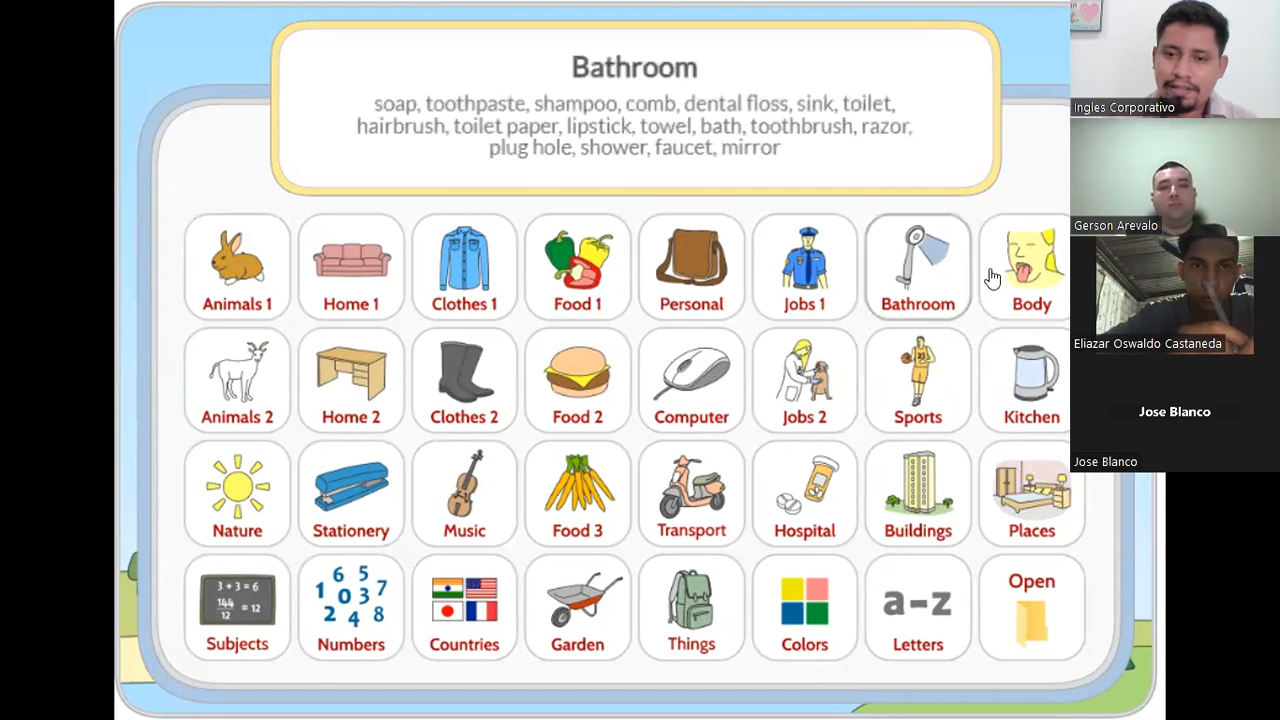 Bathroom
soap, toothpaste, shampoo, comb, dental floss, sink, toilet,
hairbrush, toilet paper, lipstick, towel, bath, toothbrush, razor,
plug hole, shower, faucet, mirror
Animals 1
Home 1
Clothes 1
Food 1
Personal
Jobs 1
Bathroom
Body
Animals 2
Home 2
Clothes 2
Food 2
Computer
Jobs 2
Sports
Kitchen
Nature
Stationery
Music
Food 3
Transport
Hospital
Buildings
Places
3 + 3 = 6
144/12 = 12
Subjects
6 5
1 0 3 7
2 4 8
Numbers
Countries
Garden
Things
Colors
a-z
Letters
Open
Ingles Corporativo
Gerson Arevalo
Eliazar Oswaldo Castaneda
Jose Blanco
Jose Blanco